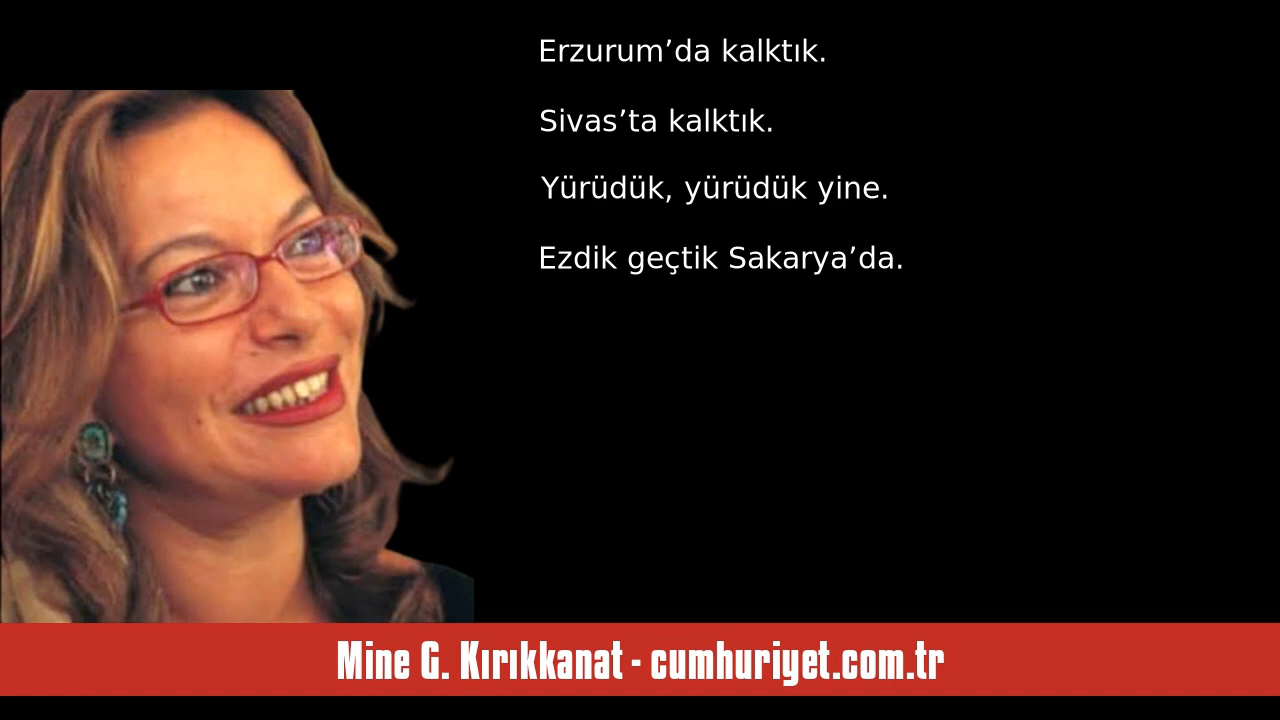 Erzurum’da kalktık.
Sivas’ta kalktık.
Yürüdük, yürüdük yine.
Ezdik geçtik Sakarya’da.
Mine G. Kırıkkanat - cumhuriyet.com.tr